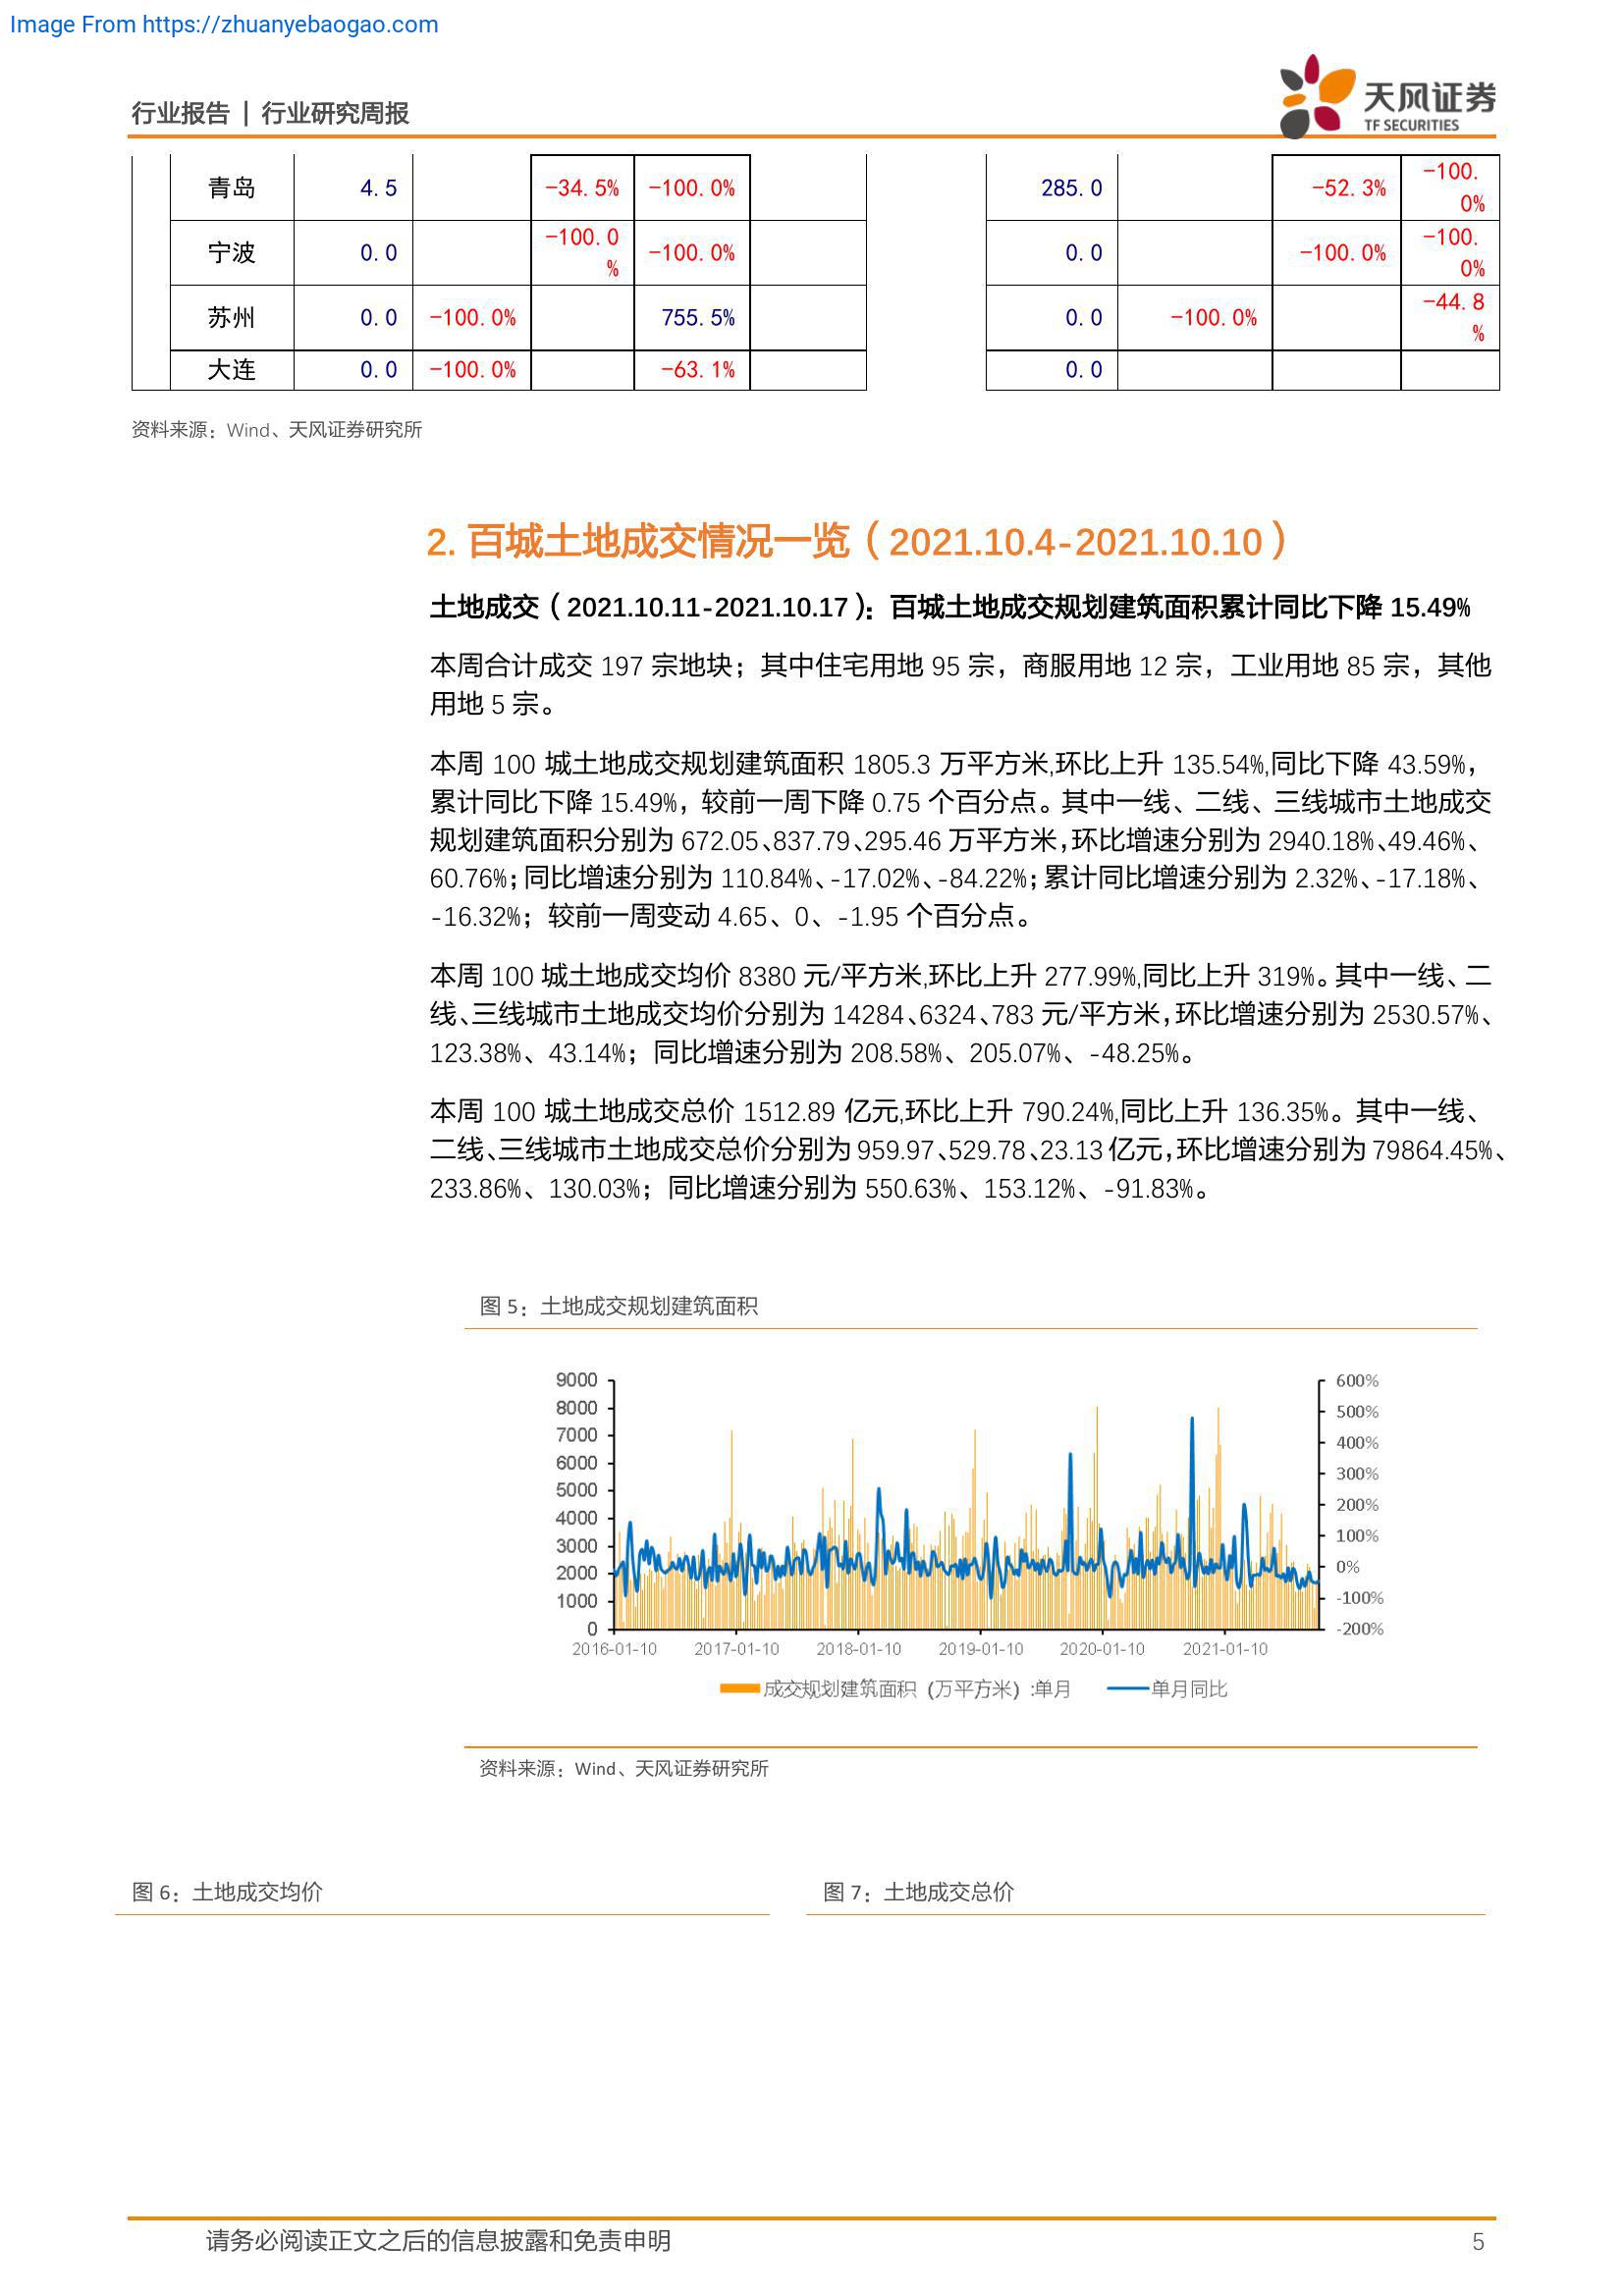 Image From https://zhuanyebaogao.com
行业报告 | 行业研究周报
天风证券
TF SECURITIES
青岛 4.5 -34.5% -100.0% 285.0 -52.3% -100.0%
宁波 0.0 -100.0% -100.0% 0.0 -100.0% -100.0%
苏州 0.0 -100.0% 755.5% 0.0 -100.0% -44.8%
大连 0.0 -100.0% -63.1% 0.0
资料来源：Wind、天风证券研究所
2. 百城土地成交情况一览（2021.10.4-2021.10.10）
土地成交（2021.10.11-2021.10.17）：百城土地成交规划建筑面积累计同比下降 15.49%
本周合计成交 197 宗地块；其中住宅用地 95 宗，商服用地 12 宗，工业用地 85 宗，其他
用地 5 宗。
本周 100 城土地成交规划建筑面积 1805.3 万平方米,环比上升 135.54%,同比下降 43.59%，
累计同比下降 15.49%，较前一周下降 0.75 个百分点。其中一线、二线、三线城市土地成交
规划建筑面积分别为 672.05、837.79、295.46 万平方米，环比增速分别为 2940.18%、49.46%、
60.76%；同比增速分别为 110.84%、-17.02%、-84.22%；累计同比增速分别为 2.32%、-17.18%、
-16.32%；较前一周变动 4.65、0、-1.95 个百分点。
本周 100 城土地成交均价 8380 元/平方米,环比上升 277.99%,同比上升 319%。其中一线、二
线、三线城市土地成交均价分别为 14284、6324、783 元/平方米，环比增速分别为 2530.57%、
123.38%、43.14%；同比增速分别为 208.58%、205.07%、-48.25%。
本周 100 城土地成交总价 1512.89 亿元,环比上升 790.24%,同比上升 136.35%。其中一线、
二线、三线城市土地成交总价分别为 959.97、529.78、23.13 亿元，环比增速分别为 79864.45%、
233.86%、130.03%；同比增速分别为 550.63%、153.12%、-91.83%。
图 5：土地成交规划建筑面积
9000 600%
8000 500%
7000 400%
6000 300%
5000 200%
4000 100%
3000 0%
2000 -100%
1000 -200%
0
2016-01-10 2017-01-10 2018-01-10 2019-01-10 2020-01-10 2021-01-10
成交规划建筑面积（万平方米）:单月 单月同比
资料来源：Wind、天风证券研究所
图 6：土地成交均价 图 7：土地成交总价
请务必阅读正文之后的信息披露和免责申明 5